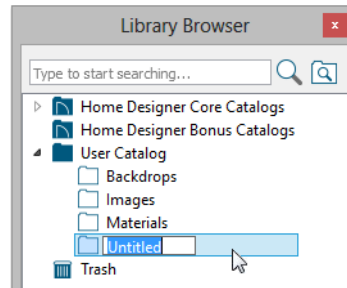 Library Browser
x
Type to start searching...
Home Designer Core Catalogs
Home Designer Bonus Catalogs
User Catalog
Backdrops
Images
Materials
Untitled
Trash